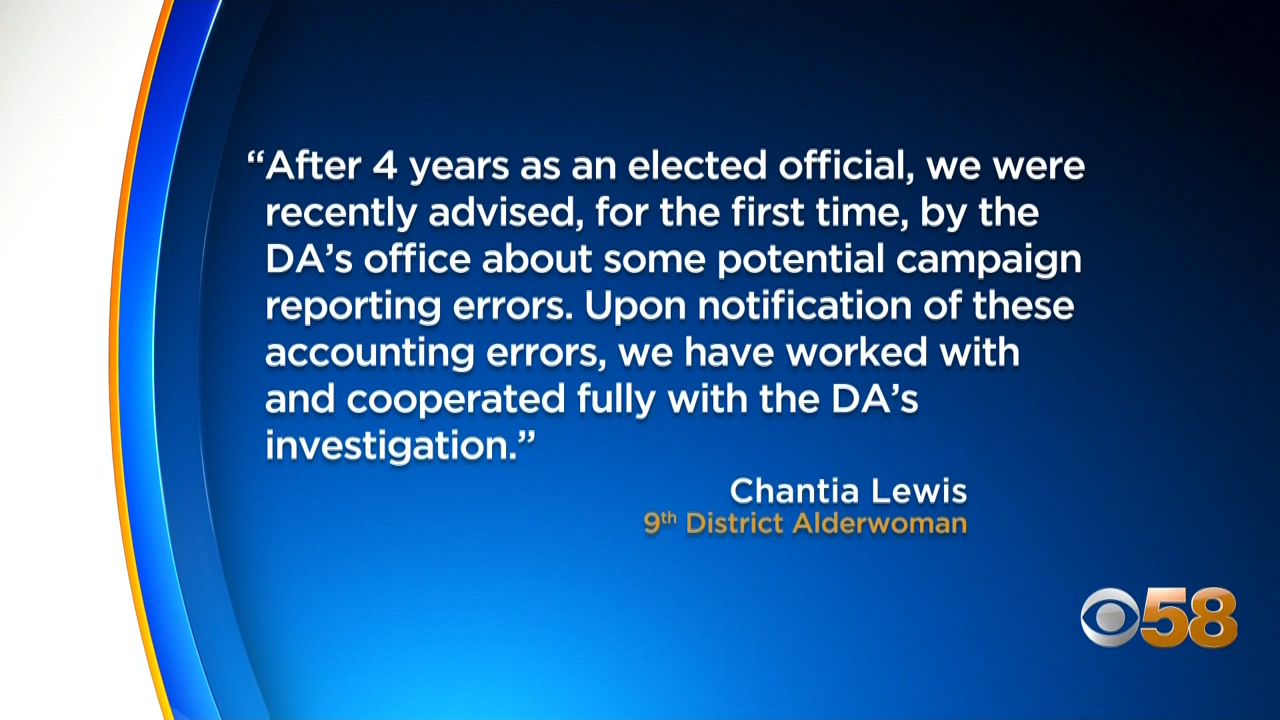 “After 4 years as an elected official, we were
recently advised, for the first time, by the
DA’s office about some potential campaign
reporting errors. Upon notification of these
accounting errors, we have worked with
and cooperated fully with the DA’s
investigation.”
Chantia Lewis
9th District Alderwoman
58